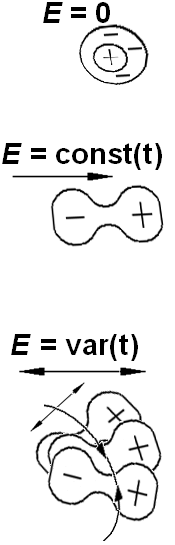 E = 0
− −
+
−
E = const(t)
− +
E = var(t)
+
+
− +